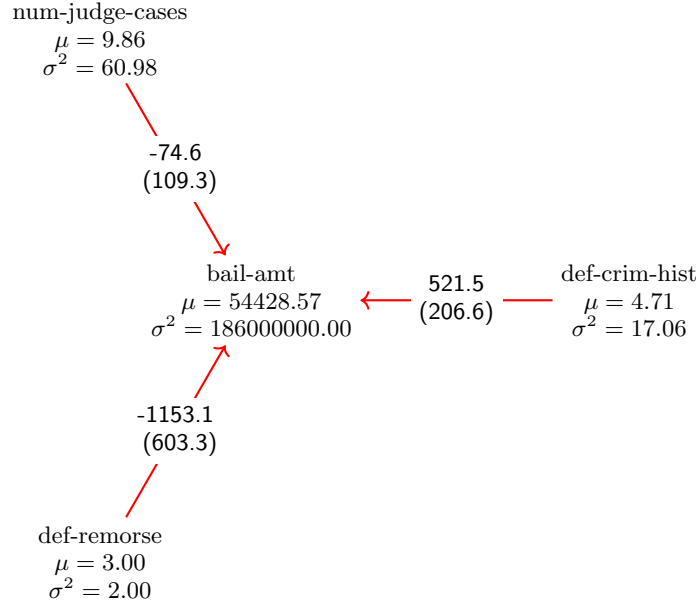 num-judge-cases
μ = 9.86
σ² = 60.98
-74.6
(109.3)
bail-amt
μ = 54428.57
σ² = 186000000.00
521.5
(206.6)
def-crim-hist
μ = 4.71
σ² = 17.06
-1153.1
(603.3)
def-remorse
μ = 3.00
σ² = 2.00